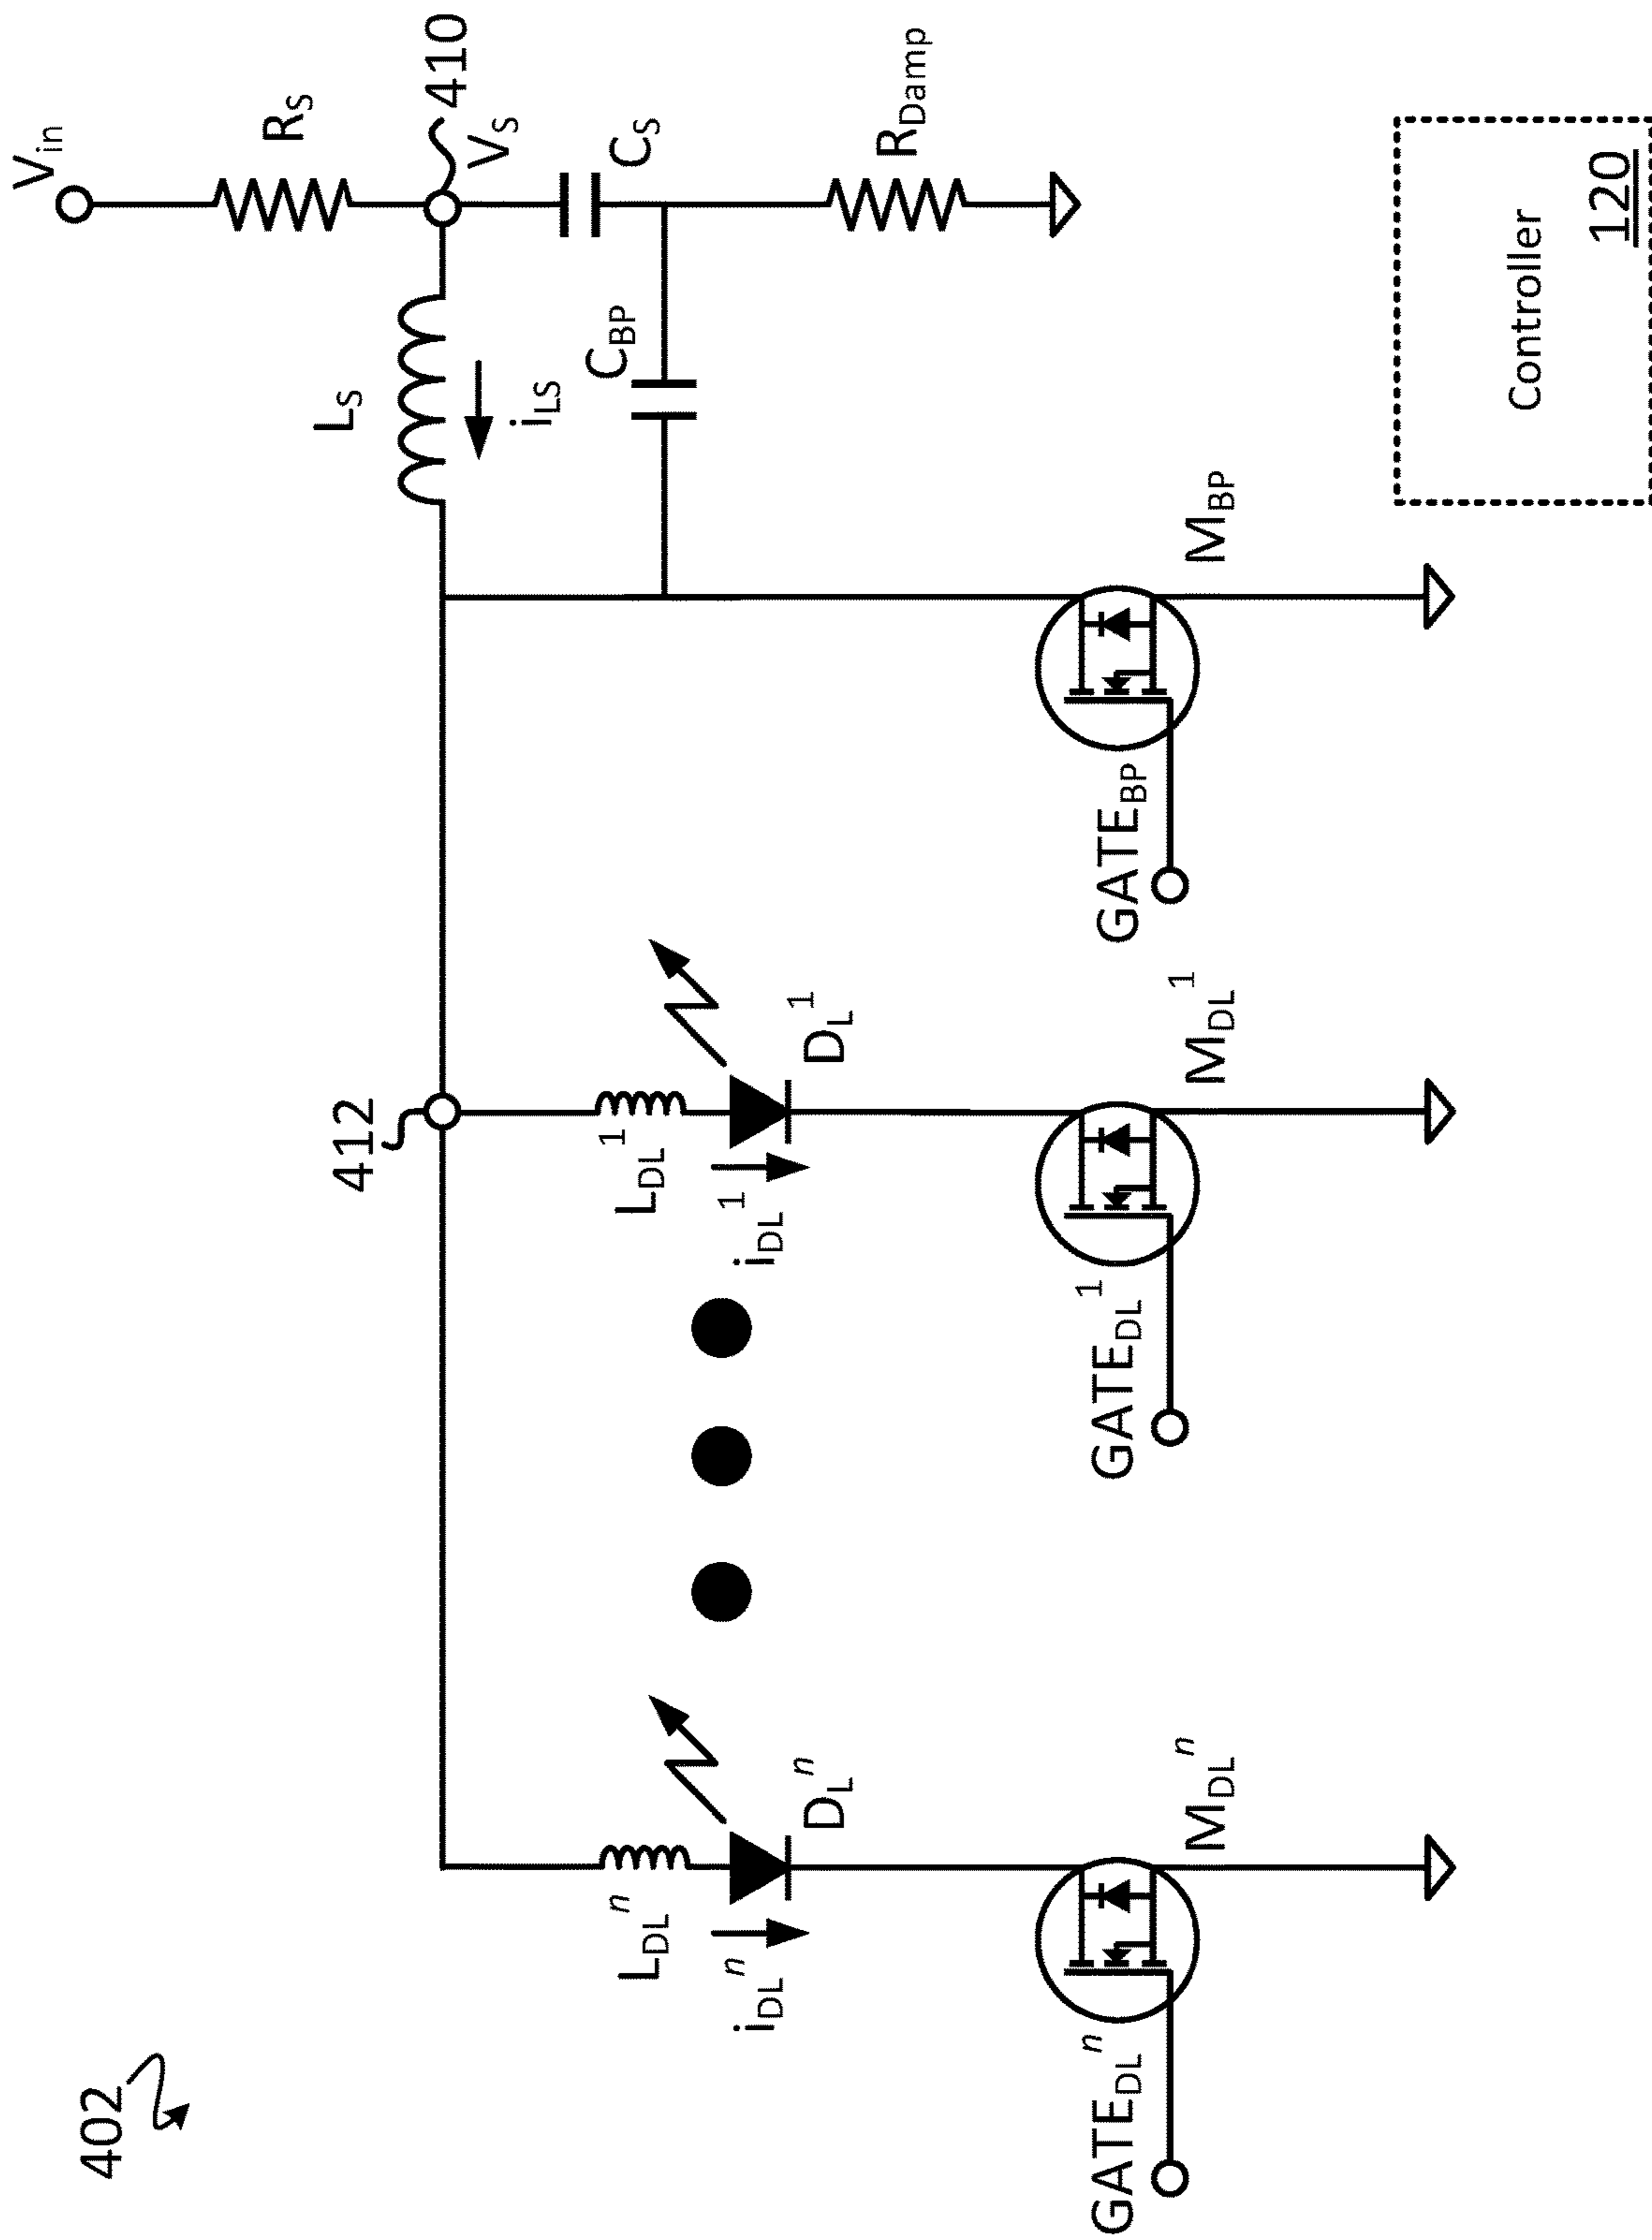 402
V_in
R_S
410
V_S
L_S
i_LS
C_S
C_BP
R_Damp
412
L_DL^n
i_DL^n
D_L^n
L_DL^1
i_DL^1
D_L^1
GATE_DL^n
M_DL^n
GATE_DL^1
M_DL^1
GATE_BP
M_BP
Controller
120